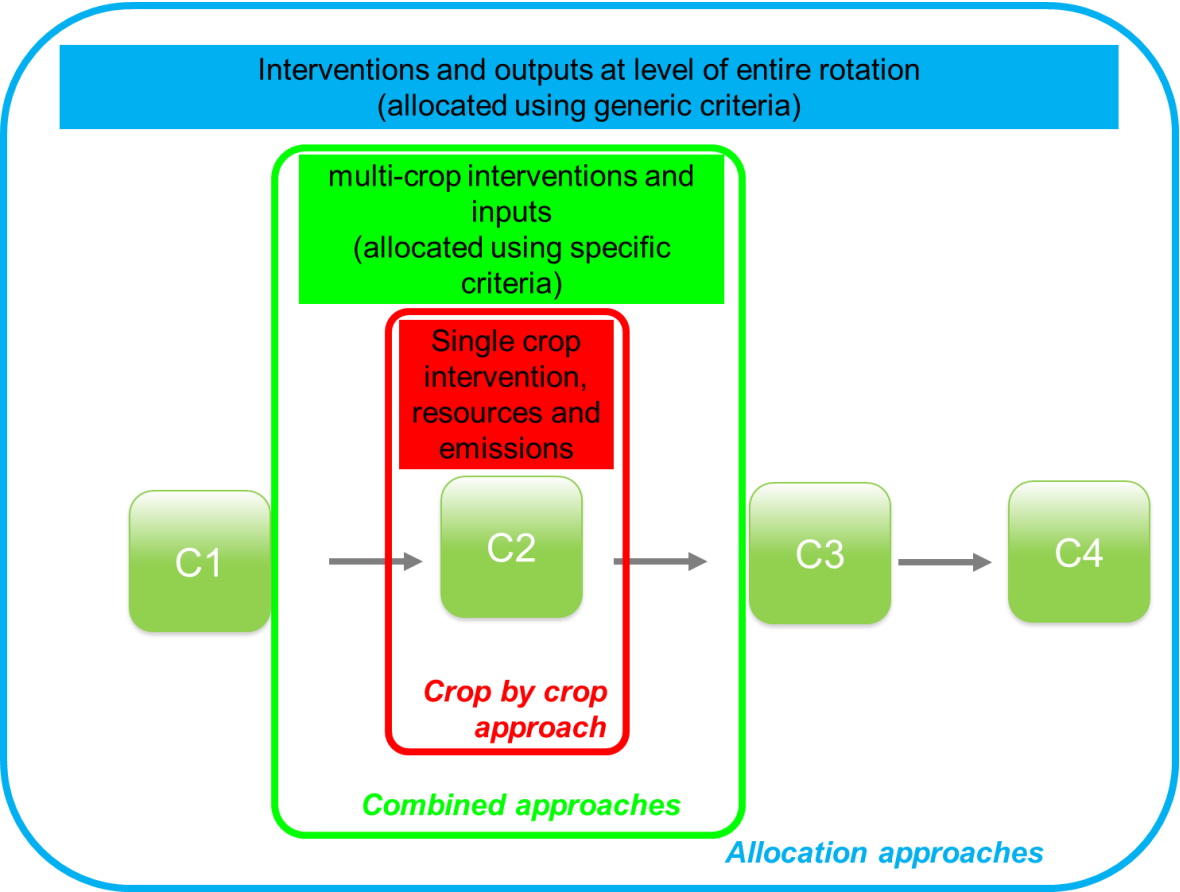 Interventions and outputs at level of entire rotation
(allocated using generic criteria)
multi-crop interventions and
inputs
(allocated using specific
criteria)
Single crop
intervention,
resources and
emissions
C1
C2
C3
C4
Crop by crop
approach
Combined approaches
Allocation approaches